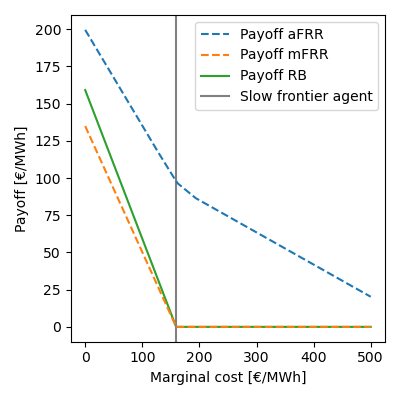 Payoff aFRR
Payoff mFRR
Payoff RB
Slow frontier agent
Payoff [€/MWh]
200
175
150
125
100
75
50
25
0
0 100 200 300 400 500
Marginal cost [€/MWh]